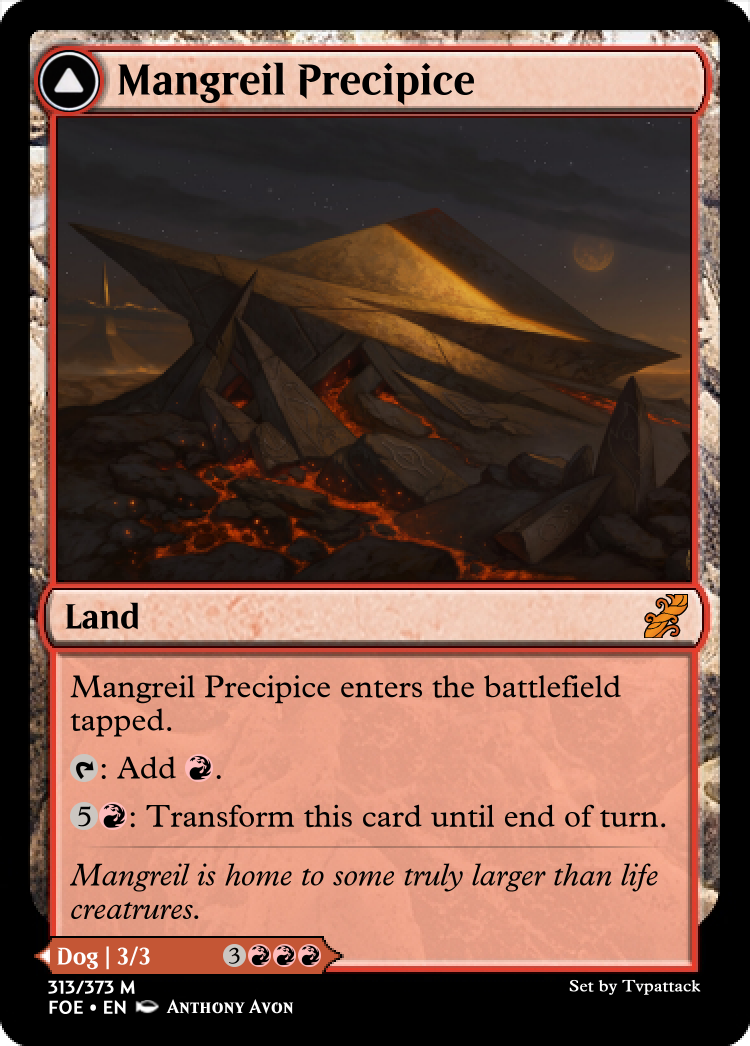 Mangreil Precipice
Land
Mangreil Precipice enters the battlefield
tapped.
: Add .
5: Transform this card until end of turn.
Mangreil is home to some truly larger than life
creatrures.
Dog | 3/3 3
313/373 M
Set by Tvpattack
FOE • EN Anthony Avon